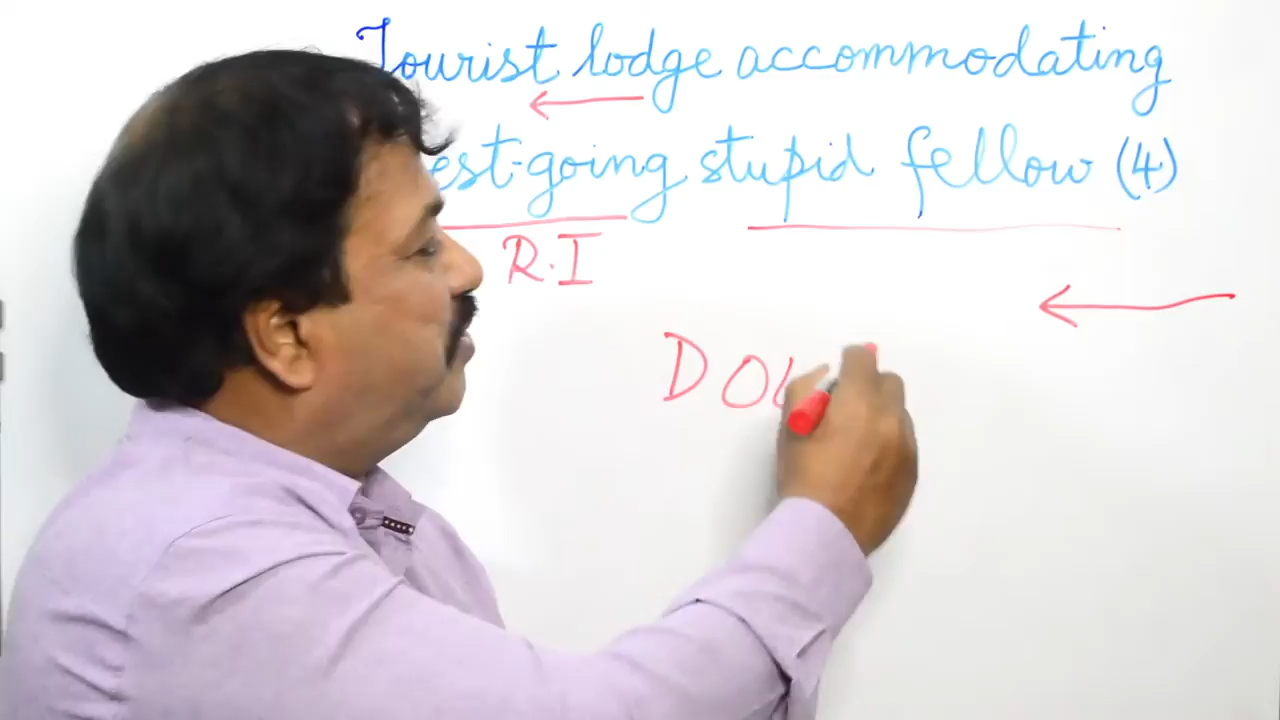 Tourist lodge accommodating
est-going stupid fellow (4)
R.I
DO